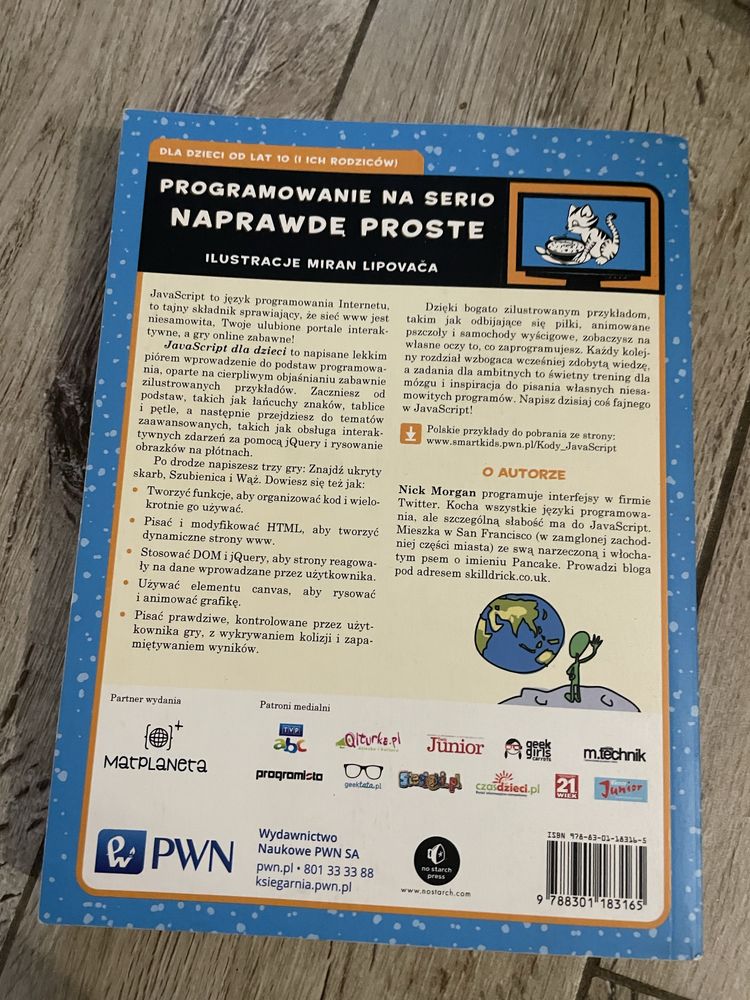 DLA DZIECI OD LAT 10 (I ICH RODZICÓW)
PROGRAMOWANIE NA SERIO
NAPRAWDĘ PROSTE
ILUSTRACJE MIRAN LIPOVAČA
JavaScript to język programowania Internetu,
to tajny składnik sprawiający, że sieć www jest
niesamowita, Twoje ulubione portale interak-
tywne, a gry online zabawne!
JavaScript dla dzieci to napisane lekkim
piórem wprowadzenie do podstaw programowa-
nia, oparte na cierpliwym objaśnianiu zabawnie
zilustrowanych przykładów. Zaczniesz od
podstaw, takich jak łańcuchy znaków, tablice
i pętle, a następnie przejdziesz do tematów
zaawansowanych, takich jak obsługa interak-
tywnych zdarzeń za pomocą jQuery i rysowanie
obrazków na płótnach.
Po drodze napiszesz trzy gry: Znajdź ukryty
skarb, Szubienica i Wąż. Dowiesz się też jak:
• Tworzyć funkcje, aby organizować kod i wielo-
krotnie go używać.
• Pisać i modyfikować HTML, aby tworzyć
dynamiczne strony www.
• Stosować DOM i jQuery, aby strony reagowa-
ły na dane wprowadzane przez użytkownika.
• Używać elementu canvas, aby rysować
i animować grafikę.
• Pisać prawdziwe, kontrolowane przez użyt-
kownika gry, z wykrywaniem kolizji i zapa-
miętywaniem wyników.
Dzięki bogato zilustrowanym przykładom,
takim jak odbijające się piłki, animowane
pszczoły i samochody wyścigowe, zobaczysz na
własne oczy to, co zaprogramujesz. Każdy kolej-
ny rozdział wzbogaca wcześniej zdobytą wiedzę,
a zadania dla ambitnych to świetny trening dla
mózgu i inspiracja do pisania własnych niesa-
mowitych programów. Napisz dzisiaj coś fajnego
w JavaScript!
Polskie przykłady do pobrania ze strony:
www.smartkids.pwn.pl/Kody_JavaScript
O AUTORZE
Nick Morgan programuje interfejsy w firmie
Twitter. Kocha wszystkie języki programowa-
nia, ale szczególną słabość ma do JavaScript.
Mieszka w San Francisco (w zamglonej zachod-
niej części miasta) ze swą narzeczoną i włocha-
tym psem o imieniu Pancake. Prowadzi bloga
pod adresem skilldrick.co.uk.
Partner wydania
MATPLANETA
Patroni medialni
TVP abc
Qlturka.pl
Junior
geek girls carrots
m.technik
programista
geektata.pl
Sieciaki.pl
czasdzieci.pl
21 WIEK
Junior
PWN
Wydawnictwo
Naukowe PWN SA
pwn.pl • 801 33 33 88
ksiegarnia.pwn.pl
no starch
press
www.nostarch.com
ISBN 978-83-01-18316-5
9 788301 183165